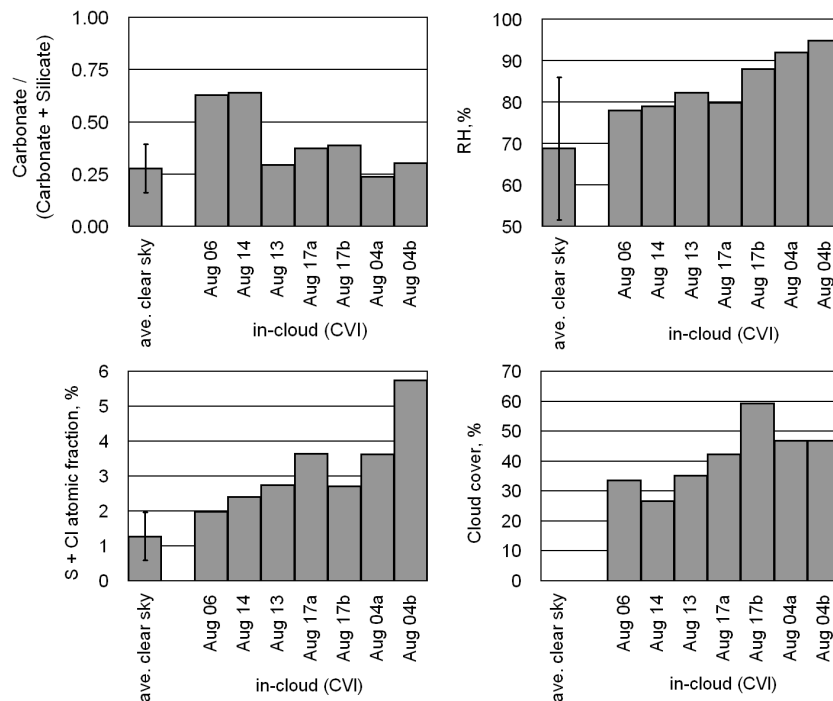 Carbonate /
(Carbonate + Silicate)
1.00
0.75
0.50
0.25
0.00
ave. clear sky
Aug 06
Aug 14
Aug 13
Aug 17a
Aug 17b
Aug 04a
Aug 04b
in-cloud (CVI)
RH,%
100
90
80
70
60
50
ave. clear sky
Aug 06
Aug 14
Aug 13
Aug 17a
Aug 17b
Aug 04a
Aug 04b
in-cloud (CVI)
S + Cl atomic fraction, %
6
5
4
3
2
1
0
ave. clear sky
Aug 06
Aug 14
Aug 13
Aug 17a
Aug 17b
Aug 04a
Aug 04b
in-cloud (CVI)
Cloud cover, %
70
60
50
40
30
20
10
0
ave. clear sky
Aug 06
Aug 14
Aug 13
Aug 17a
Aug 17b
Aug 04a
Aug 04b
in-cloud (CVI)